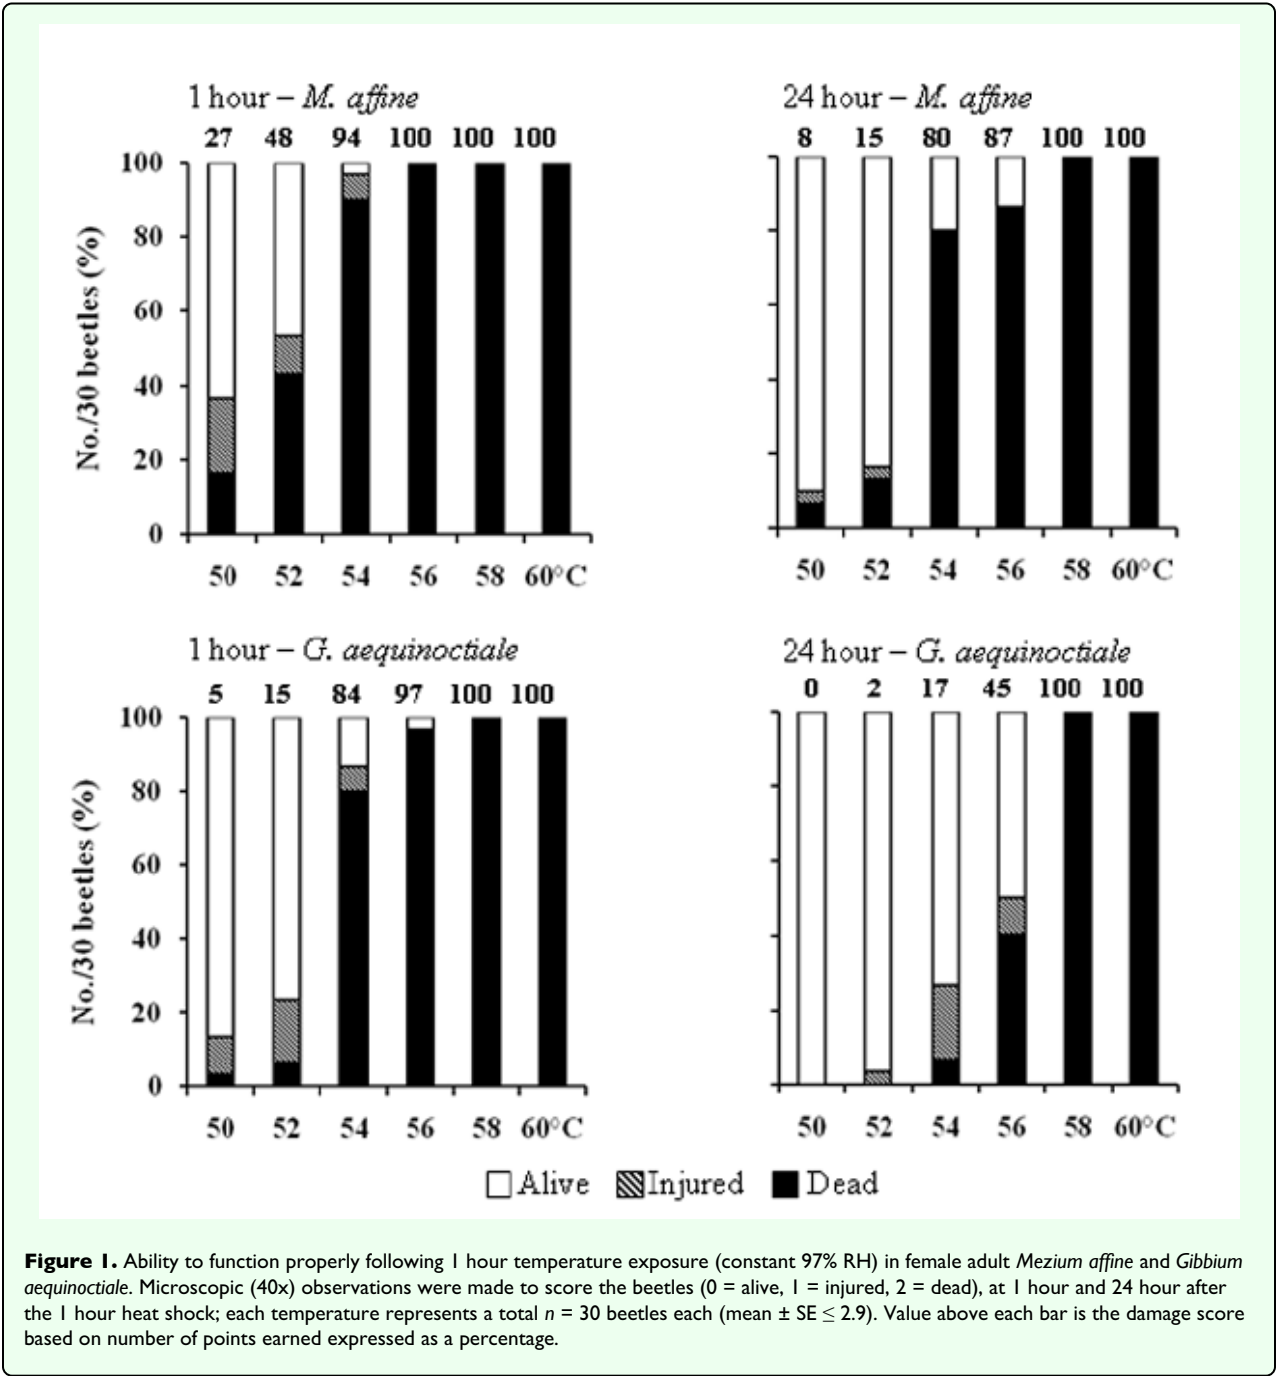 1 hour – M. affine
27 48 94 100 100 100
100
80
60
40
20
0
No./30 beetles (%)
50 52 54 56 58 60°C
24 hour – M. affine
8 15 80 87 100 100
50 52 54 56 58 60°C
1 hour – G. aequinoctiale
5 15 84 97 100 100
100
80
60
40
20
0
No./30 beetles (%)
50 52 54 56 58 60°C
24 hour – G. aequinoctiale
0 2 17 45 100 100
50 52 54 56 58 60°C
Alive Injured Dead
Figure 1. Ability to function properly following 1 hour temperature exposure (constant 97% RH) in female adult Mezium affine and Gibbium
aequinoctiale. Microscopic (40x) observations were made to score the beetles (0 = alive, 1 = injured, 2 = dead), at 1 hour and 24 hour after
the 1 hour heat shock; each temperature represents a total n = 30 beetles each (mean ± SE ≤ 2.9). Value above each bar is the damage score
based on number of points earned expressed as a percentage.